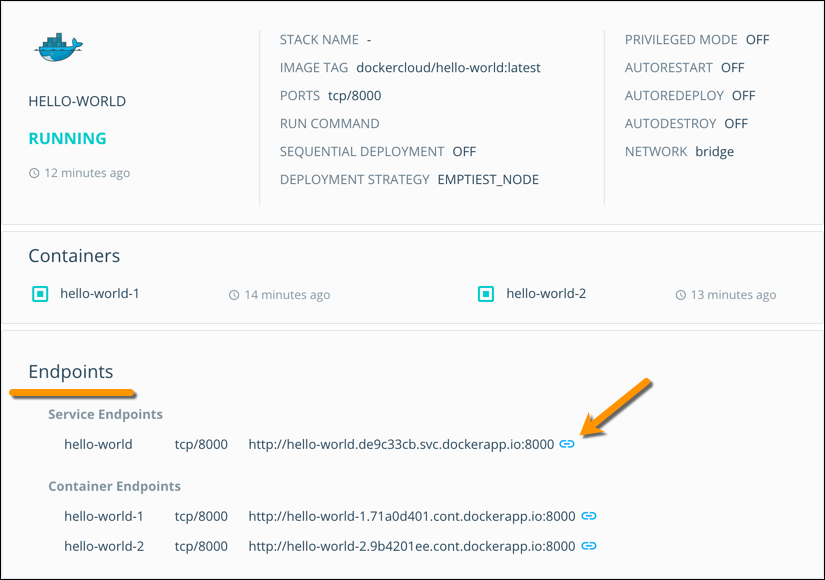 HELLO-WORLD
RUNNING
12 minutes ago
STACK NAME -
IMAGE TAG dockercloud/hello-world:latest
PORTS tcp/8000
RUN COMMAND
SEQUENTIAL DEPLOYMENT OFF
DEPLOYMENT STRATEGY EMPTIEST_NODE
PRIVILEGED MODE OFF
AUTORESTART OFF
AUTOREDEPLOY OFF
AUTODESTROY OFF
NETWORK bridge
Containers
hello-world-1 14 minutes ago hello-world-2 13 minutes ago
Endpoints
Service Endpoints
hello-world tcp/8000 http://hello-world.de9c33cb.svc.dockerapp.io:8000
Container Endpoints
hello-world-1 tcp/8000 http://hello-world-1.71a0d401.cont.dockerapp.io:8000
hello-world-2 tcp/8000 http://hello-world-2.9b4201ee.cont.dockerapp.io:8000